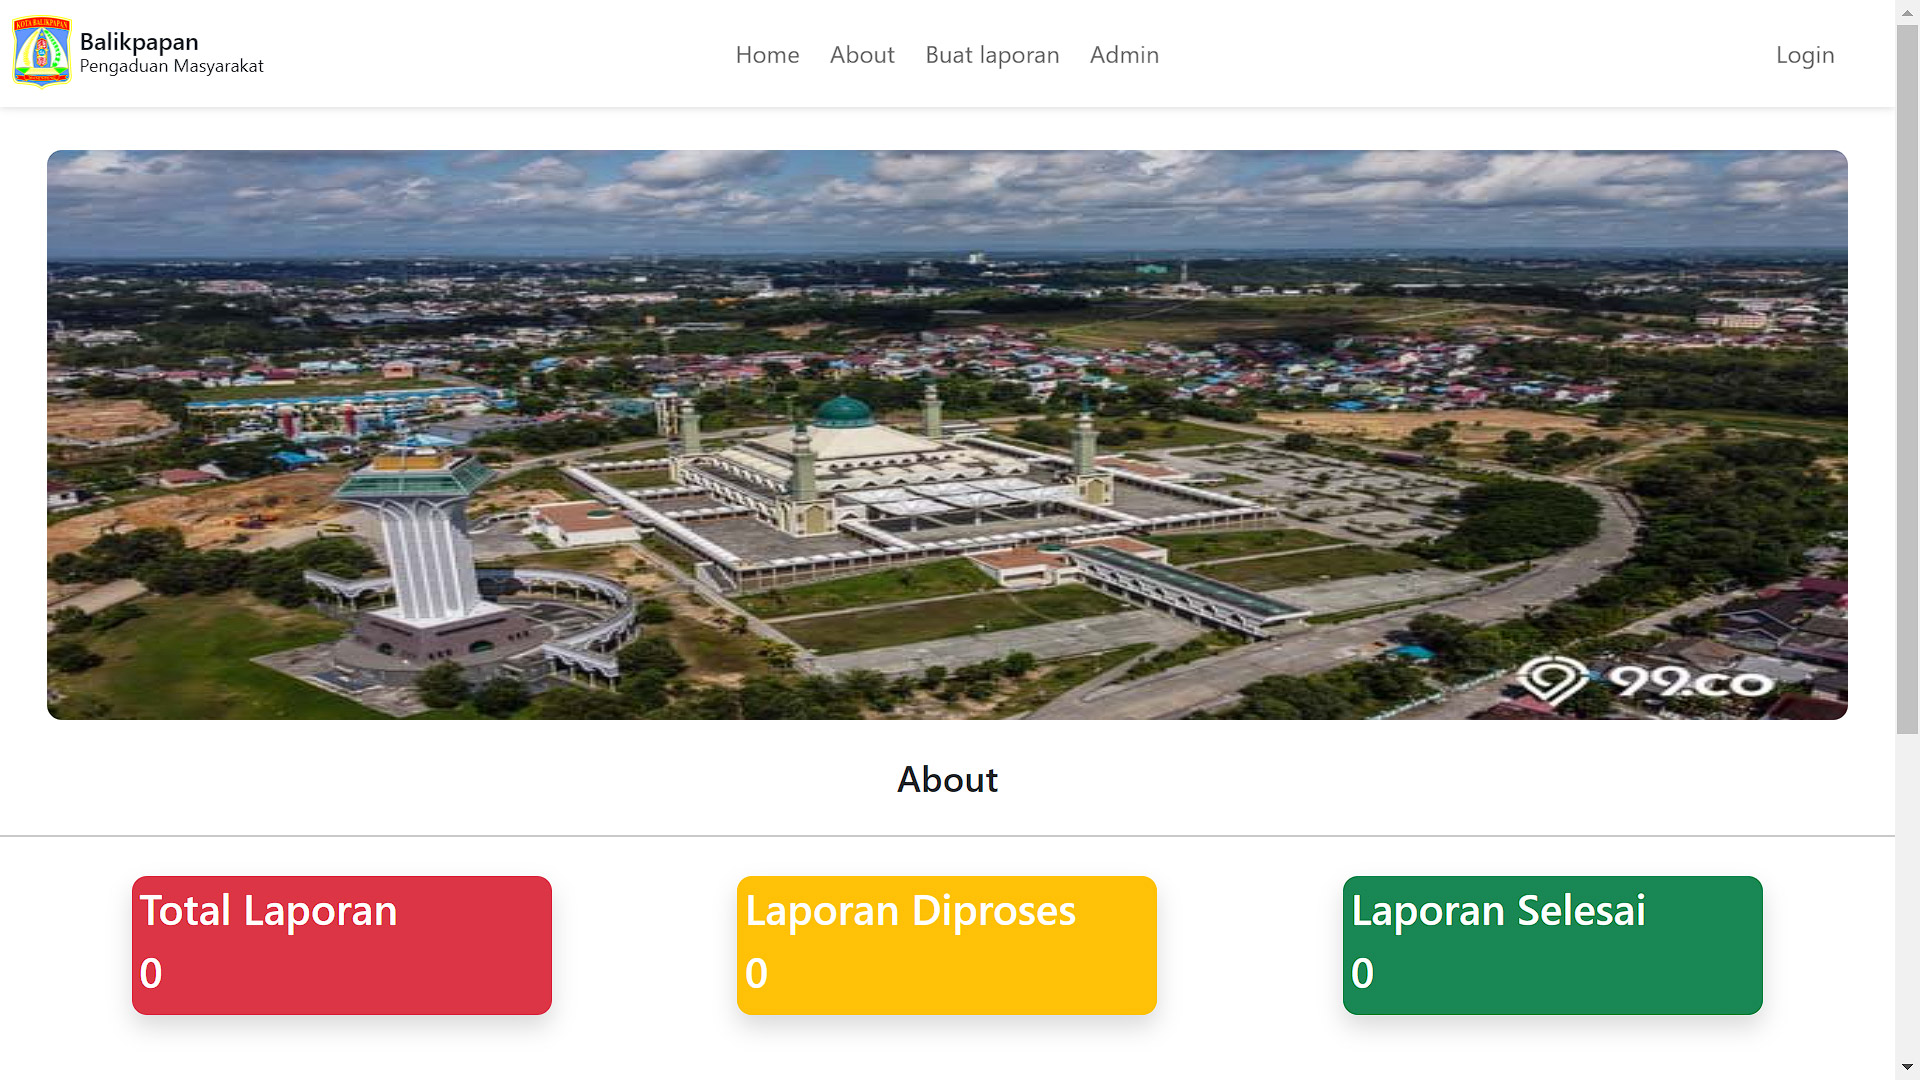 KOTA BALIKPAPAN
Balikpapan
Pengaduan Masyarakat
Home
About
Buat laporan
Admin
Login
99.co
About
Total Laporan
0
Laporan Diproses
0
Laporan Selesai
0